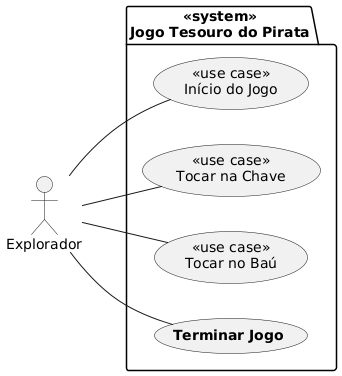 «system»
Jogo Tesouro do Pirata
«use case»
Início do Jogo
«use case»
Tocar na Chave
Explorador
«use case»
Tocar no Baú
Terminar Jogo